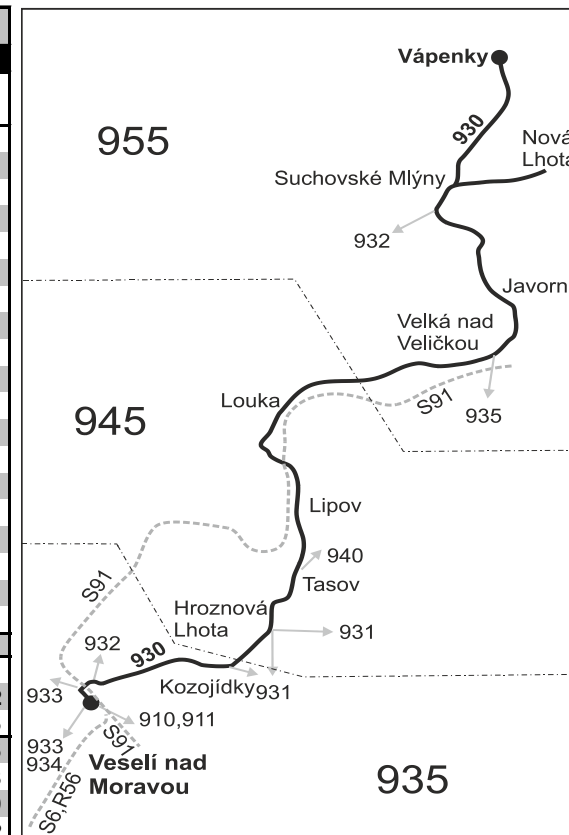 Vápenky
930
955
Nová
Lhota
Suchovské Mlýny
932
Javorn
Velká nad
Veličkou
S91
935
Louka
945
Lipov
940
Tasov
S91
Hroznová
Lhota
931
932
930
Kozojídky
931
933
910,911
933
934
S91
Veselí nad
Moravou
S6,R56
935